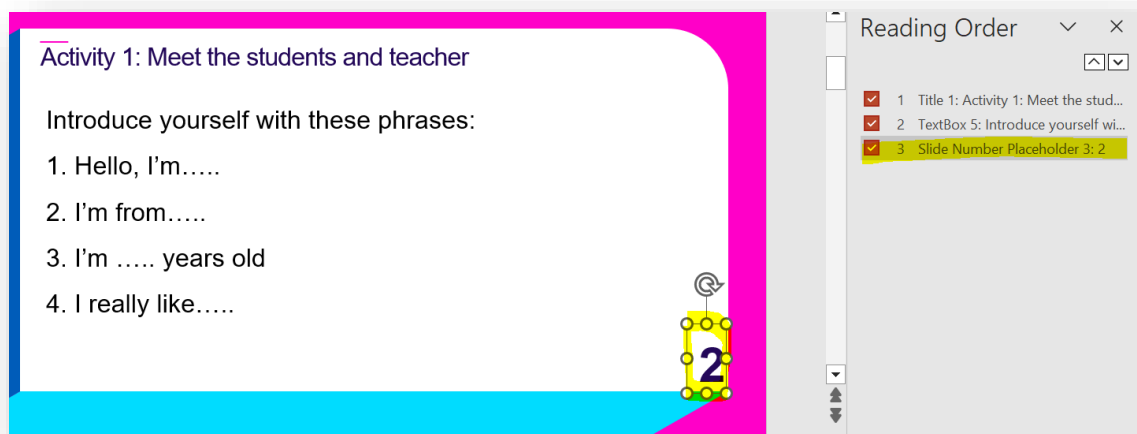 Activity 1: Meet the students and teacher
Introduce yourself with these phrases:
1. Hello, I’m…..
2. I’m from…..
3. I’m ….. years old
4. I really like…..
2
Reading Order
1 Title 1: Activity 1: Meet the stud...
2 TextBox 5: Introduce yourself wi...
3 Slide Number Placeholder 3: 2